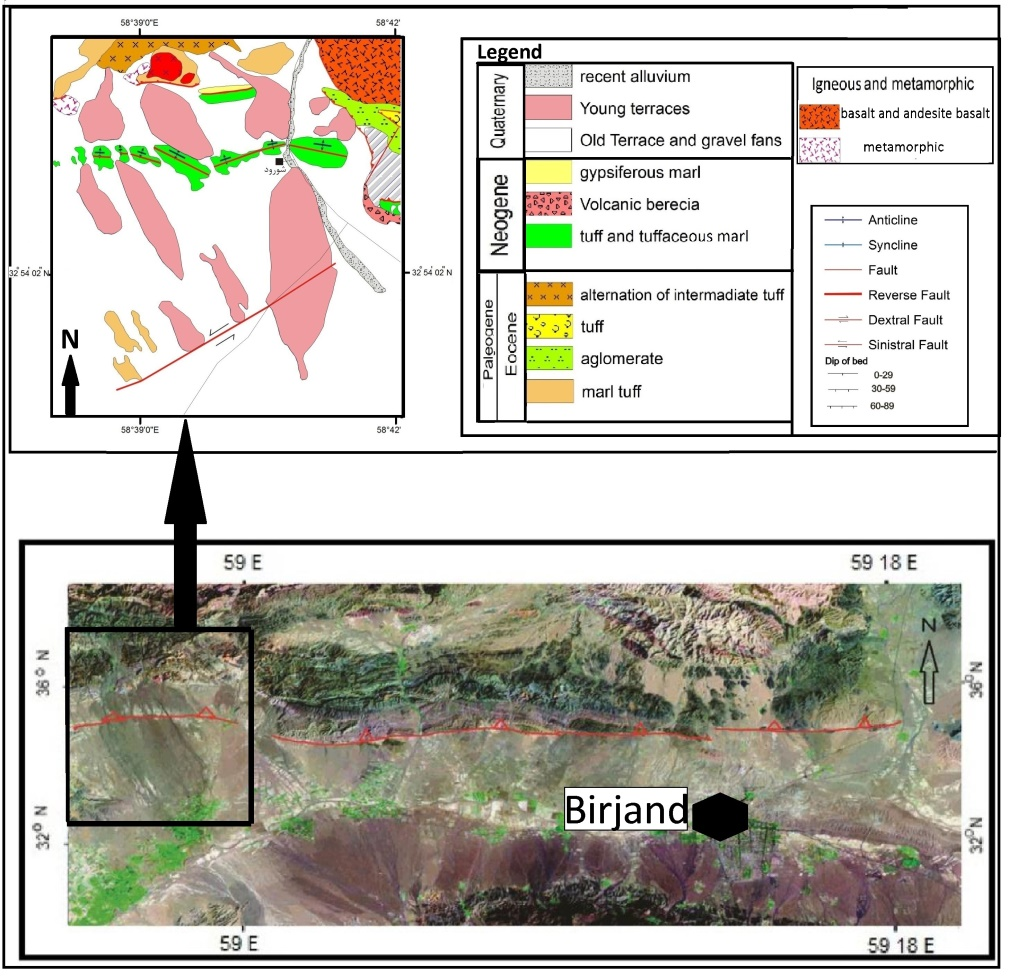 58°39'0"E
58°42'
32°54 02 N
32°54 02 N
شورود
N
58°39'0"E
58°42'
Legend
Quaternary
recent alluvium
Young terraces
Old Terrace and gravel fans
Neogene
gypsiferous marl
Volcanic berecia
tuff and tuffaceous marl
Paleogene
Eocene
alternation of intermadiate tuff
tuff
aglomerate
marl tuff
Igneous and metamorphic
basalt and andesite basalt
metamorphic
Anticline
Syncline
Fault
Reverse Fault
Dextral Fault
Sinistral Fault
Dip of bed
0-29
30-59
60-89
59 E
59 18 E
N
36° N
36° N
Birjand
32° N
32° N
59 E
59 18 E